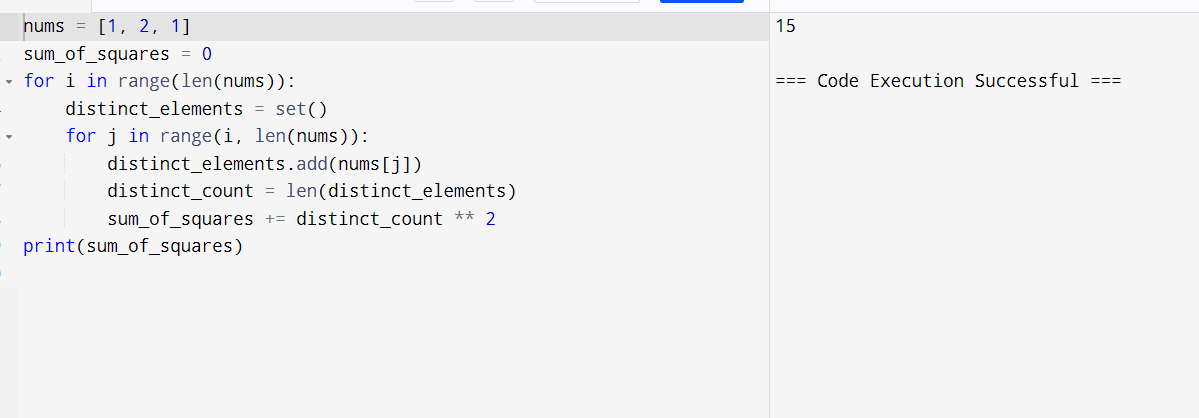 nums = [1, 2, 1]
sum_of_squares = 0
for i in range(len(nums)):
    distinct_elements = set()
    for j in range(i, len(nums)):
        distinct_elements.add(nums[j])
        distinct_count = len(distinct_elements)
        sum_of_squares += distinct_count ** 2
print(sum_of_squares)
15
=== Code Execution Successful ===